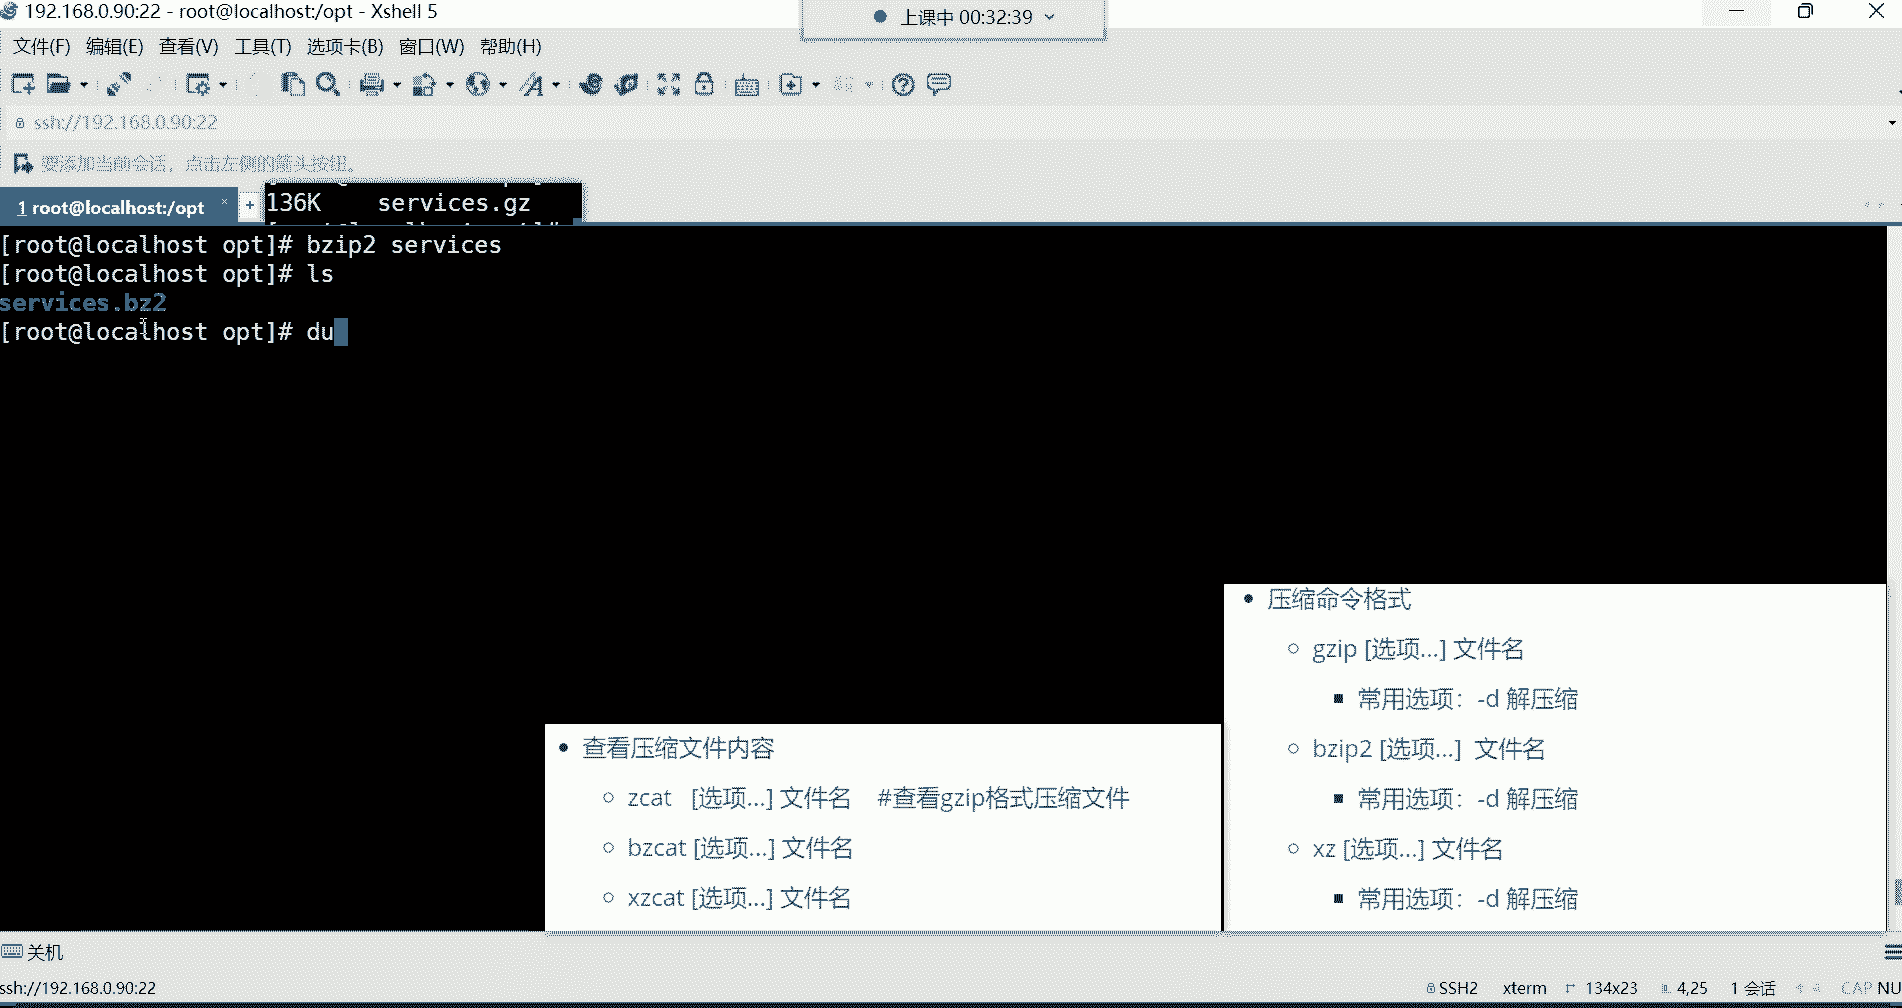 192.168.0.90:22 - root@localhost:/opt - Xshell 5
上课中 00:32:39
文件(F) 编辑(E) 查看(V) 工具(T) 选项卡(B) 窗口(W) 帮助(H)
ssh://192.168.0.90:22
要添加当前会话，点击左侧的箭头按钮。
1 root@localhost:/opt × +
136K services.gz
[root@localhost opt]# bzip2 services
[root@localhost opt]# ls
services.bz2
[root@localhost opt]# du
• 压缩命令格式
○ gzip [选项...] 文件名
■ 常用选项：-d 解压缩
○ bzip2 [选项...] 文件名
■ 常用选项：-d 解压缩
○ xz [选项...] 文件名
■ 常用选项：-d 解压缩
• 查看压缩文件内容
○ zcat [选项...] 文件名 #查看gzip格式压缩文件
○ bzcat [选项...] 文件名
○ xzcat [选项...] 文件名
关机
ssh://192.168.0.90:22
SSH2 xterm 134x23 4,25 1 会话 CAP NU